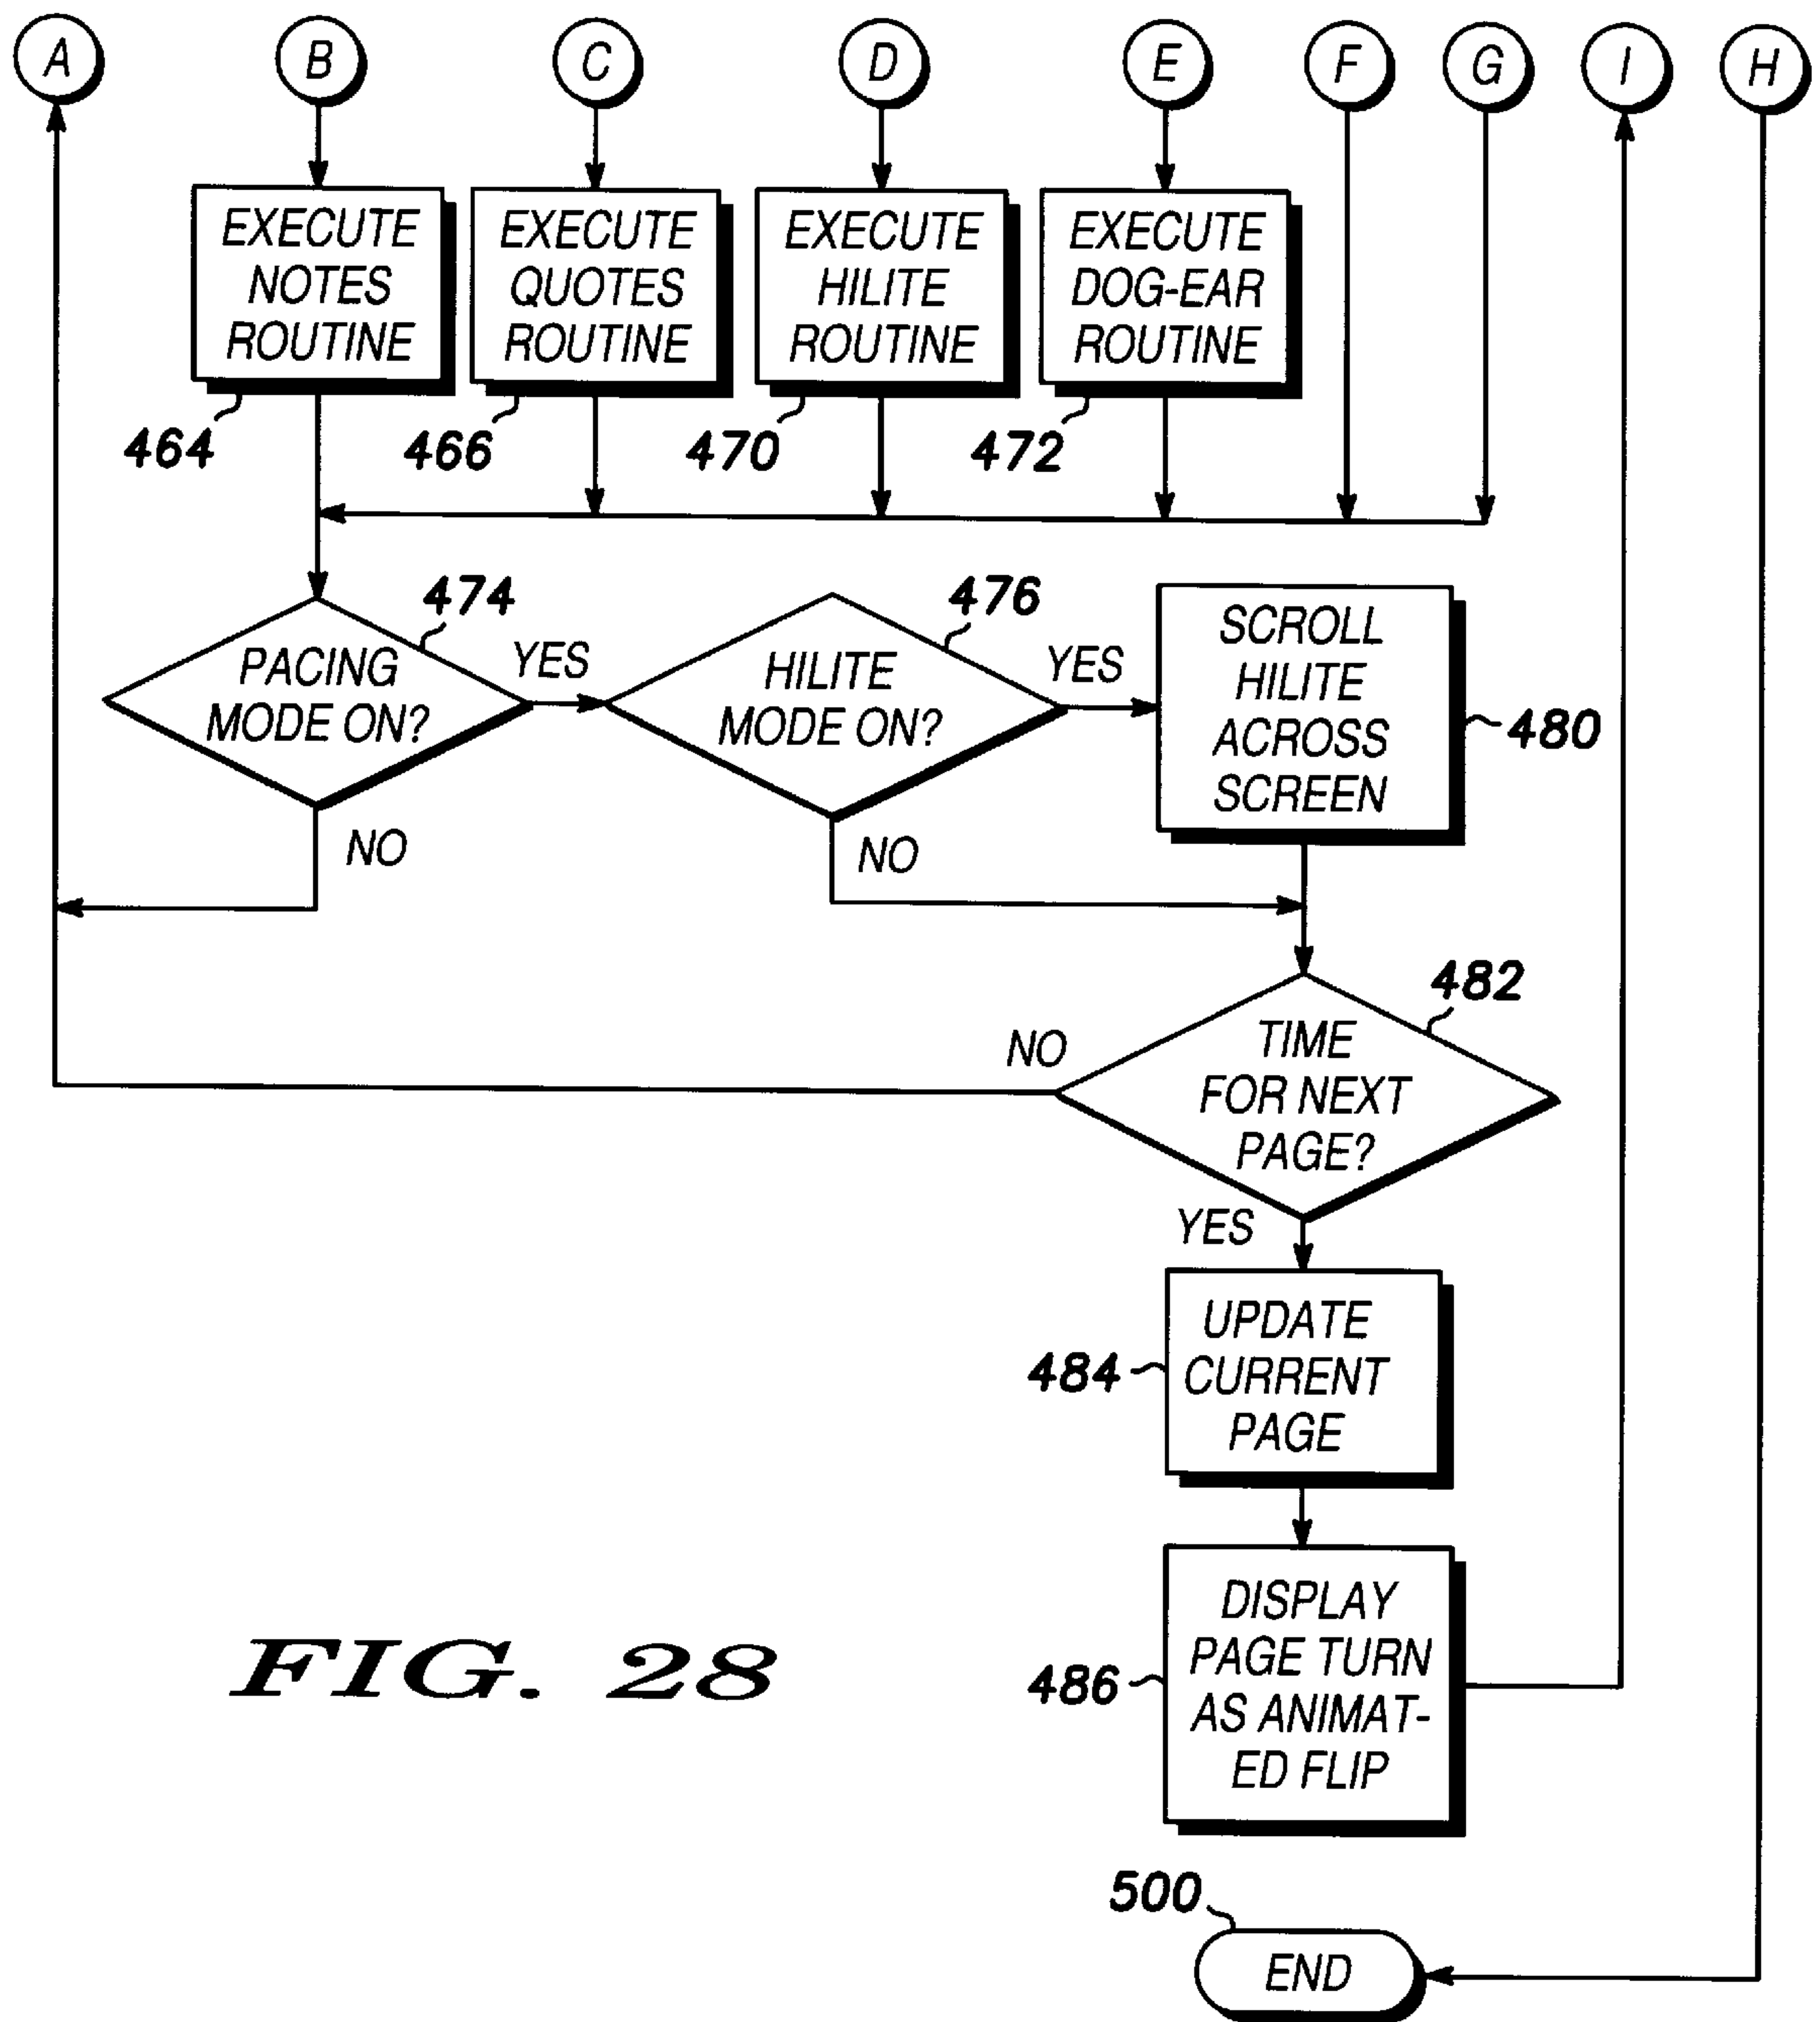 A
B
C
D
E
F
G
I
H
EXECUTE
NOTES
ROUTINE
EXECUTE
QUOTES
ROUTINE
EXECUTE
HILITE
ROUTINE
EXECUTE
DOG-EAR
ROUTINE
464
466
470
472
474
PACING
MODE ON?
YES
NO
476
HILITE
MODE ON?
YES
NO
SCROLL
HILITE
ACROSS
SCREEN
480
482
TIME
FOR NEXT
PAGE?
NO
YES
UPDATE
CURRENT
PAGE
484
DISPLAY
PAGE TURN
AS ANIMAT-
ED FLIP
486
FIG. 28
500
END